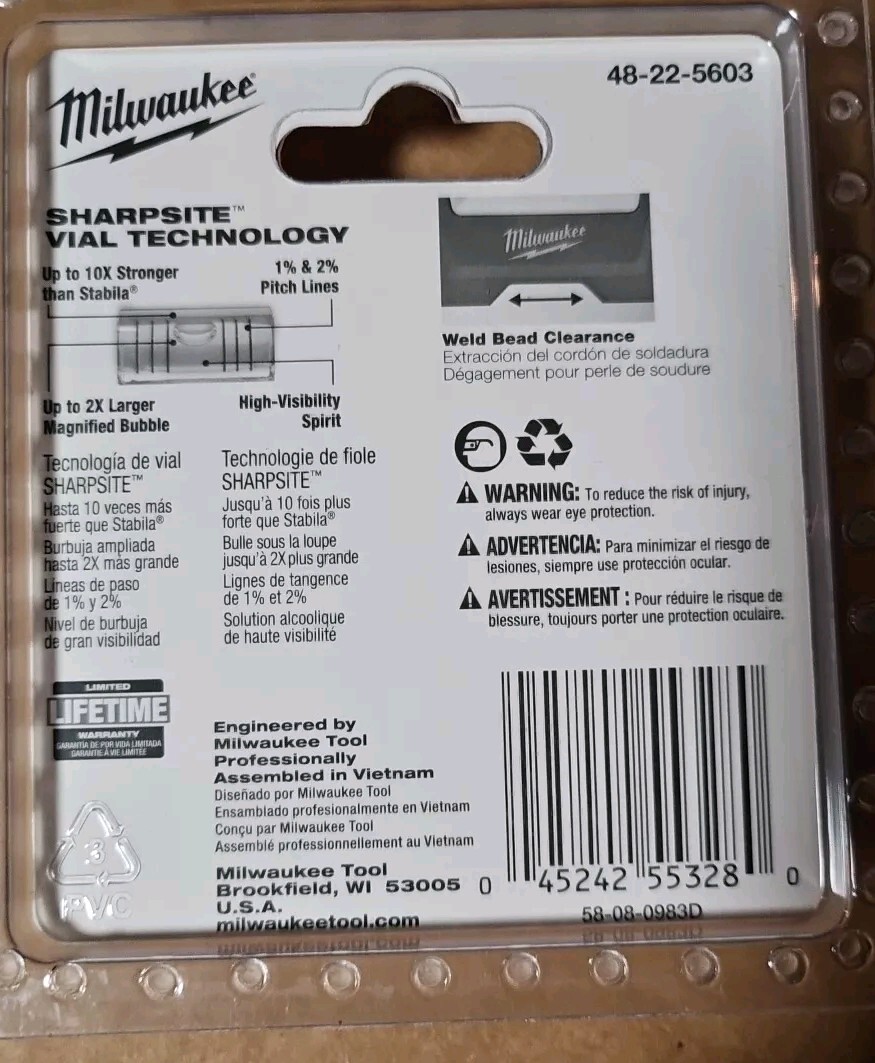 Milwaukee®
48-22-5603
SHARPSITE™
VIAL TECHNOLOGY
Up to 10X Stronger
than Stabila®
1% & 2%
Pitch Lines
Up to 2X Larger
Magnified Bubble
High-Visibility
Spirit
Tecnología de vial
SHARPSITE™
Hasta 10 veces más
fuerte que Stabila®
Burbuja ampliada
hasta 2X más grande
Líneas de paso
de 1% y 2%
Nivel de burbuja
de gran visibilidad
Technologie de fiole
SHARPSITE™
Jusqu'à 10 fois plus
forte que Stabila®
Bulle sous la loupe
jusqu'à 2X plus grande
Lignes de tangence
de 1% et 2%
Solution alcoolique
de haute visibilité
Milwaukee
Weld Bead Clearance
Extracción del cordón de soldadura
Dégagement pour perle de soudure
WARNING: To reduce the risk of injury,
always wear eye protection.
ADVERTENCIA: Para minimizar el riesgo de
lesiones, siempre use protección ocular.
AVERTISSEMENT : Pour réduire le risque de
blessure, toujours porter une protection oculaire.
LIMITED
LIFETIME
WARRANTY
GARANTÍA DE POR VIDA LIMITADA
GARANTIE À VIE LIMITÉE
3
PVC
Engineered by
Milwaukee Tool
Professionally
Assembled in Vietnam
Diseñado por Milwaukee Tool
Ensamblado profesionalmente en Vietnam
Conçu par Milwaukee Tool
Assemblé professionnellement au Vietnam
Milwaukee Tool
Brookfield, WI 53005
U.S.A.
milwaukeetool.com
0 45242 55328 0
58-08-0983D